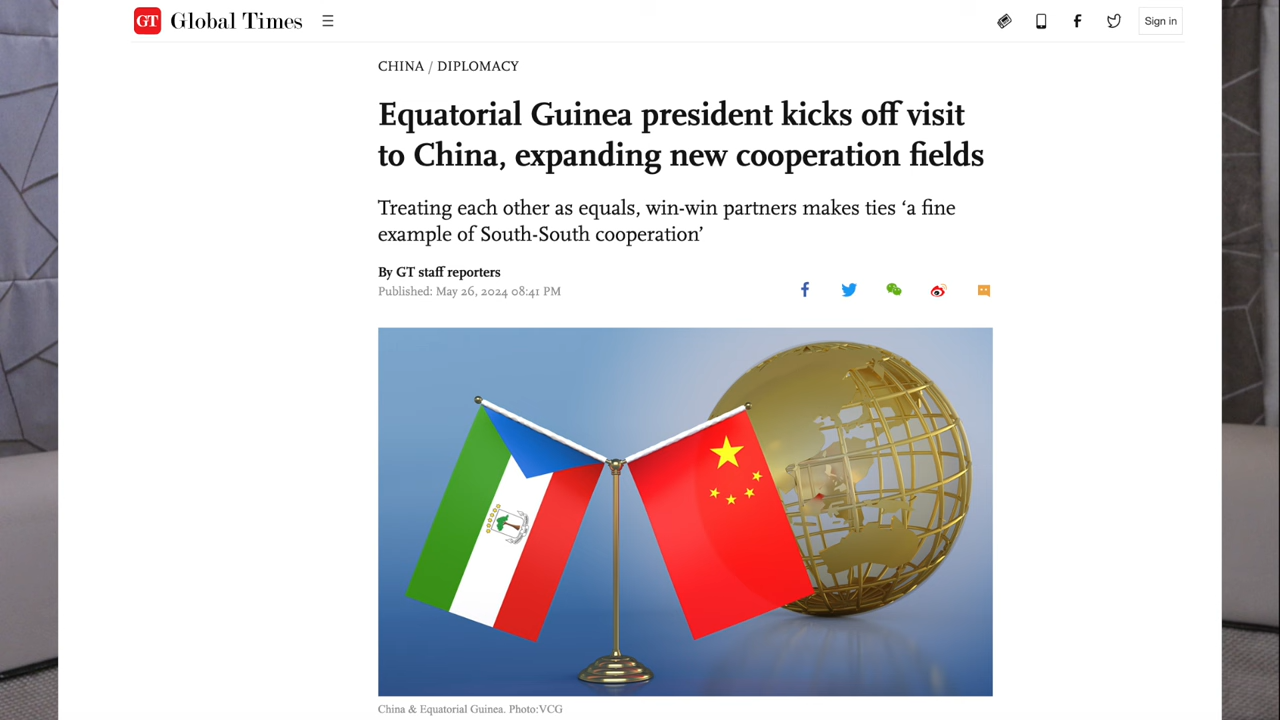 GT Global Times
Sign in
CHINA / DIPLOMACY
Equatorial Guinea president kicks off visit
to China, expanding new cooperation fields
Treating each other as equals, win-win partners makes ties ‘a fine
example of South-South cooperation’
By GT staff reporters
Published: May 26, 2024 08:41 PM
China & Equatorial Guinea. Photo:VCG